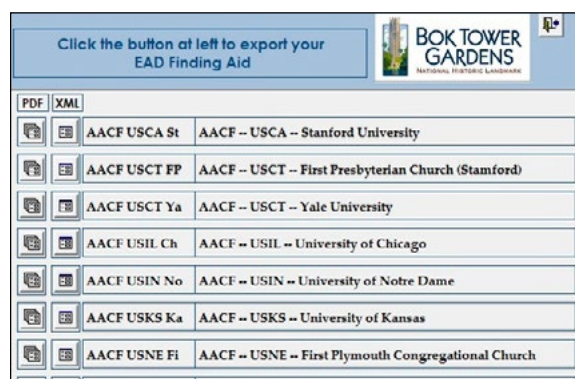 Click the button at left to export your
EAD Finding Aid
BOK TOWER
GARDENS
NATIONAL HISTORIC LANDMARK
PDF XML
AACF USCA St AACF -- USCA -- Stanford University
AACF USCT FP AACF -- USCT -- First Presbyterian Church (Stamford)
AACF USCT Ya AACF -- USCT -- Yale University
AACF USIL Ch AACF -- USIL -- University of Chicago
AACF USIN No AACF -- USIN -- University of Notre Dame
AACF USKS Ka AACF -- USKS -- University of Kansas
AACF USNE Fi AACF -- USNE -- First Plymouth Congregational Church